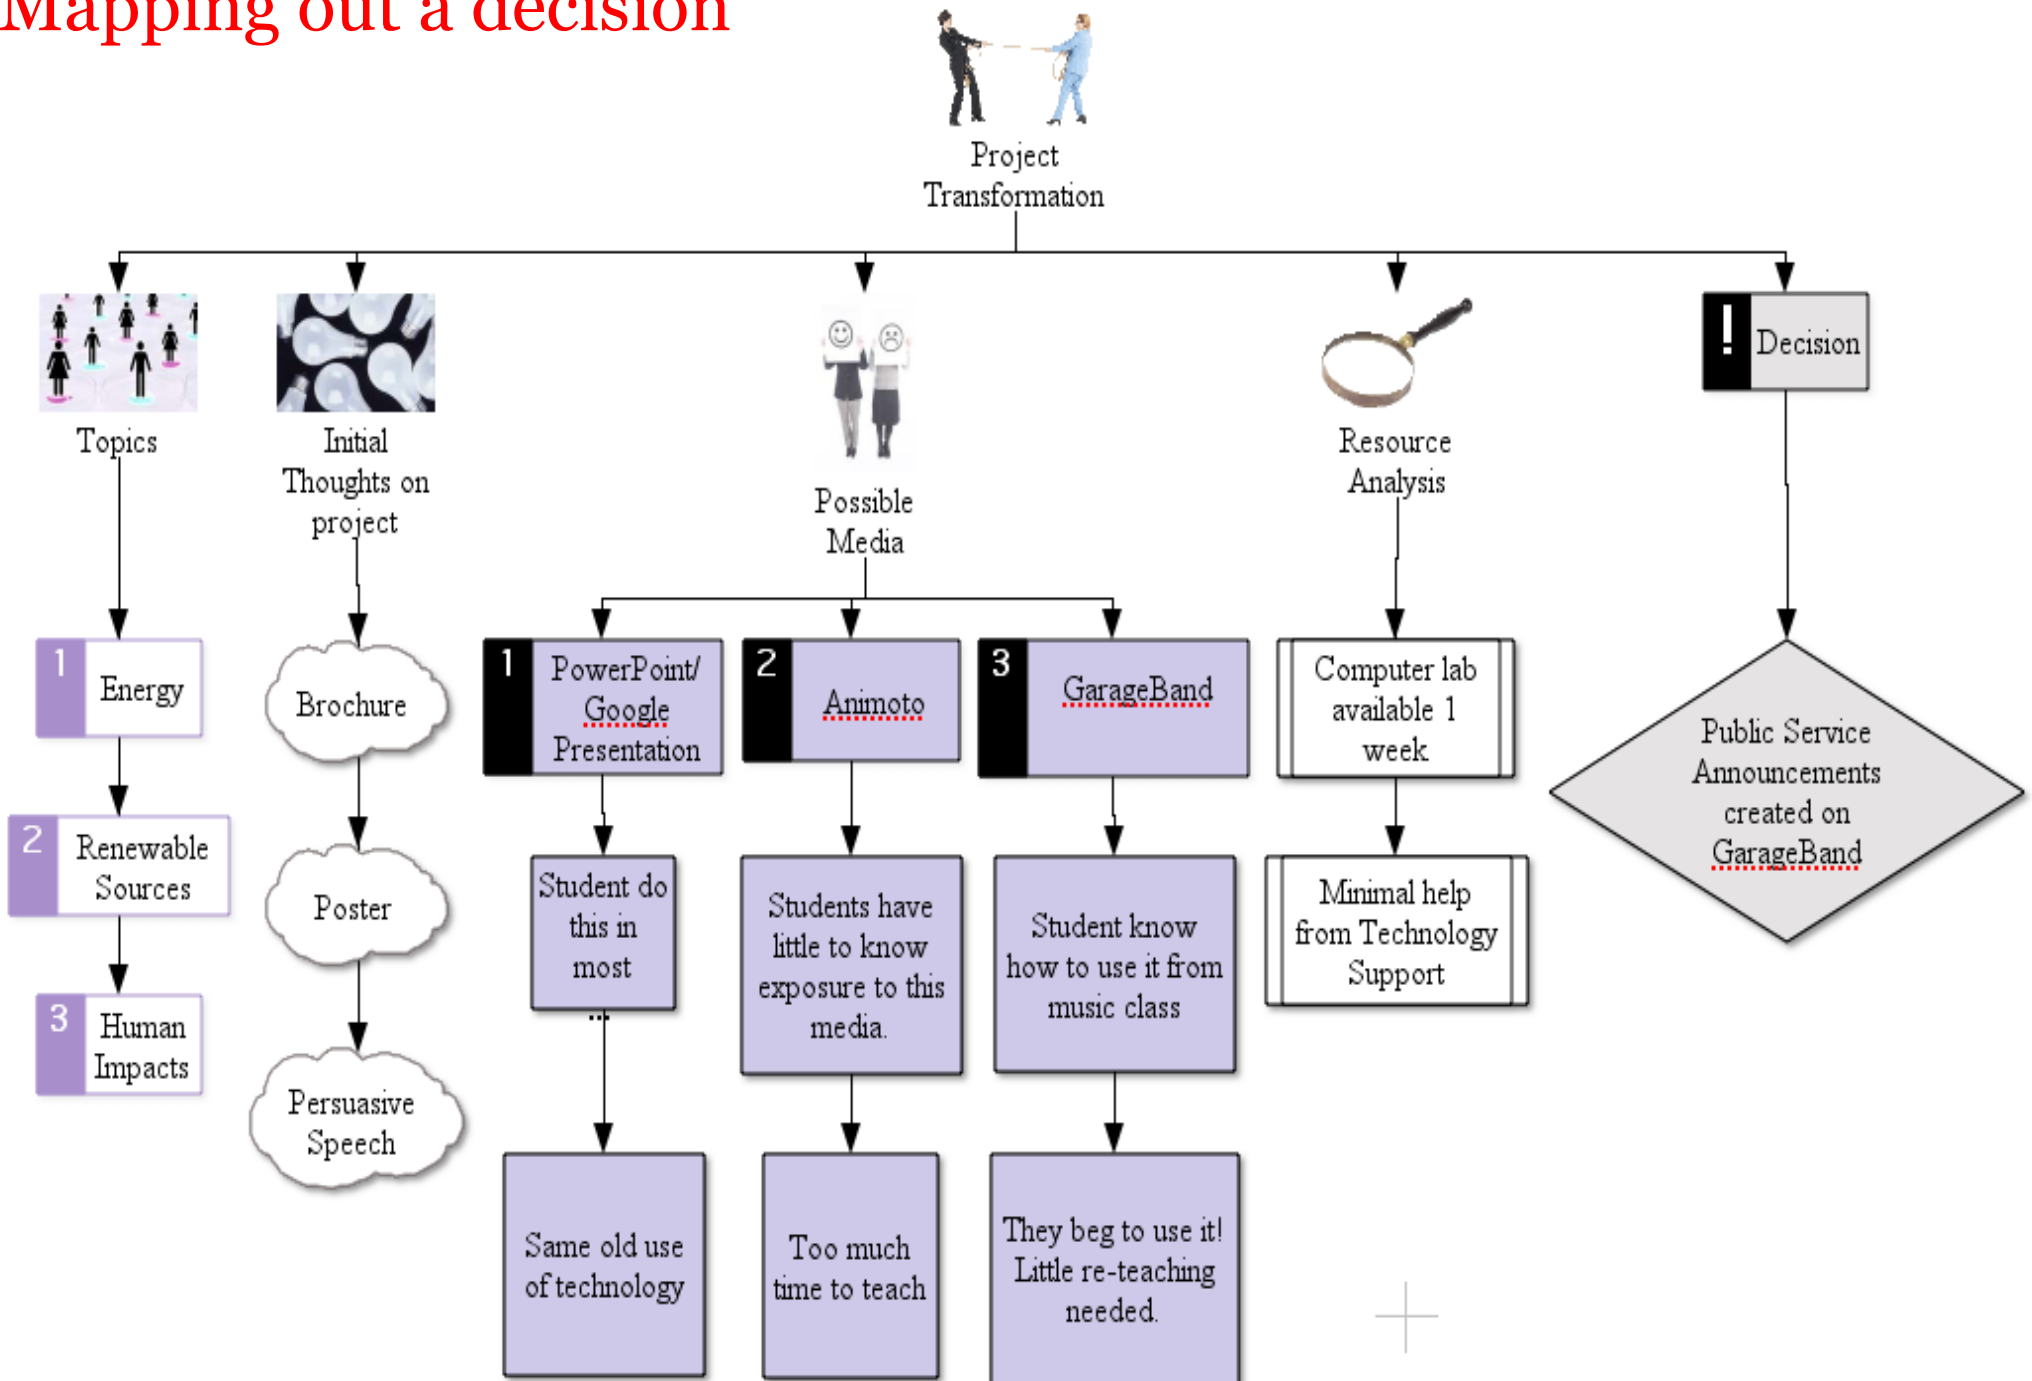 Mapping out a decision
Project
Transformation
Topics
Initial
Thoughts on
project
Possible
Media
Resource
Analysis
!
Decision
1
Energy
2
Renewable
Sources
3
Human
Impacts
Brochure
Poster
Persuasive
Speech
1
PowerPoint/
Google
Presentation
Student do
this in
most
...
Same old use
of technology
2
Animoto
Students have
little to know
exposure to this
media.
Too much
time to teach
3
GarageBand
Student know
how to use it from
music class
They beg to use it!
Little re-teaching
needed.
Computer lab
available 1
week
Minimal help
from Technology
Support
Public Service
Announcements
created on
GarageBand